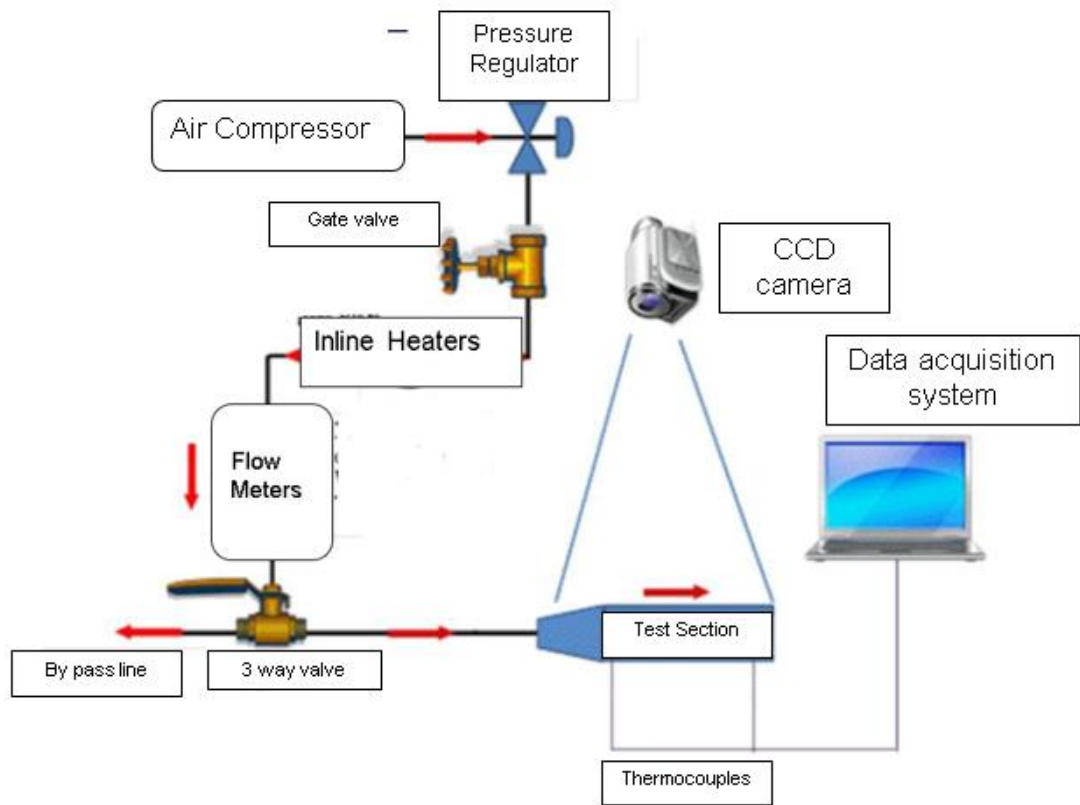 Pressure
Regulator
Air Compressor
Gate valve
CCD
camera
Inline Heaters
Data acquisition
system
Flow
Meters
Test Section
By pass line
3 way valve
Thermocouples